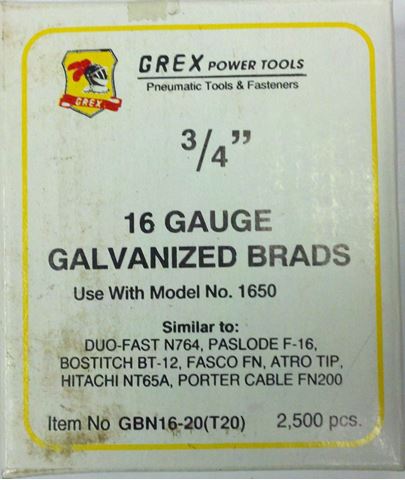 GREX
GREX POWER TOOLS
Pneumatic Tools & Fasteners
3/4"
16 GAUGE
GALVANIZED BRADS
Use With Model No. 1650
Similar to:
DUO-FAST N764, PASLODE F-16,
BOSTITCH BT-12, FASCO FN, ATRO TIP,
HITACHI NT65A, PORTER CABLE FN200
Item No GBN16-20(T20) 2,500 pcs.